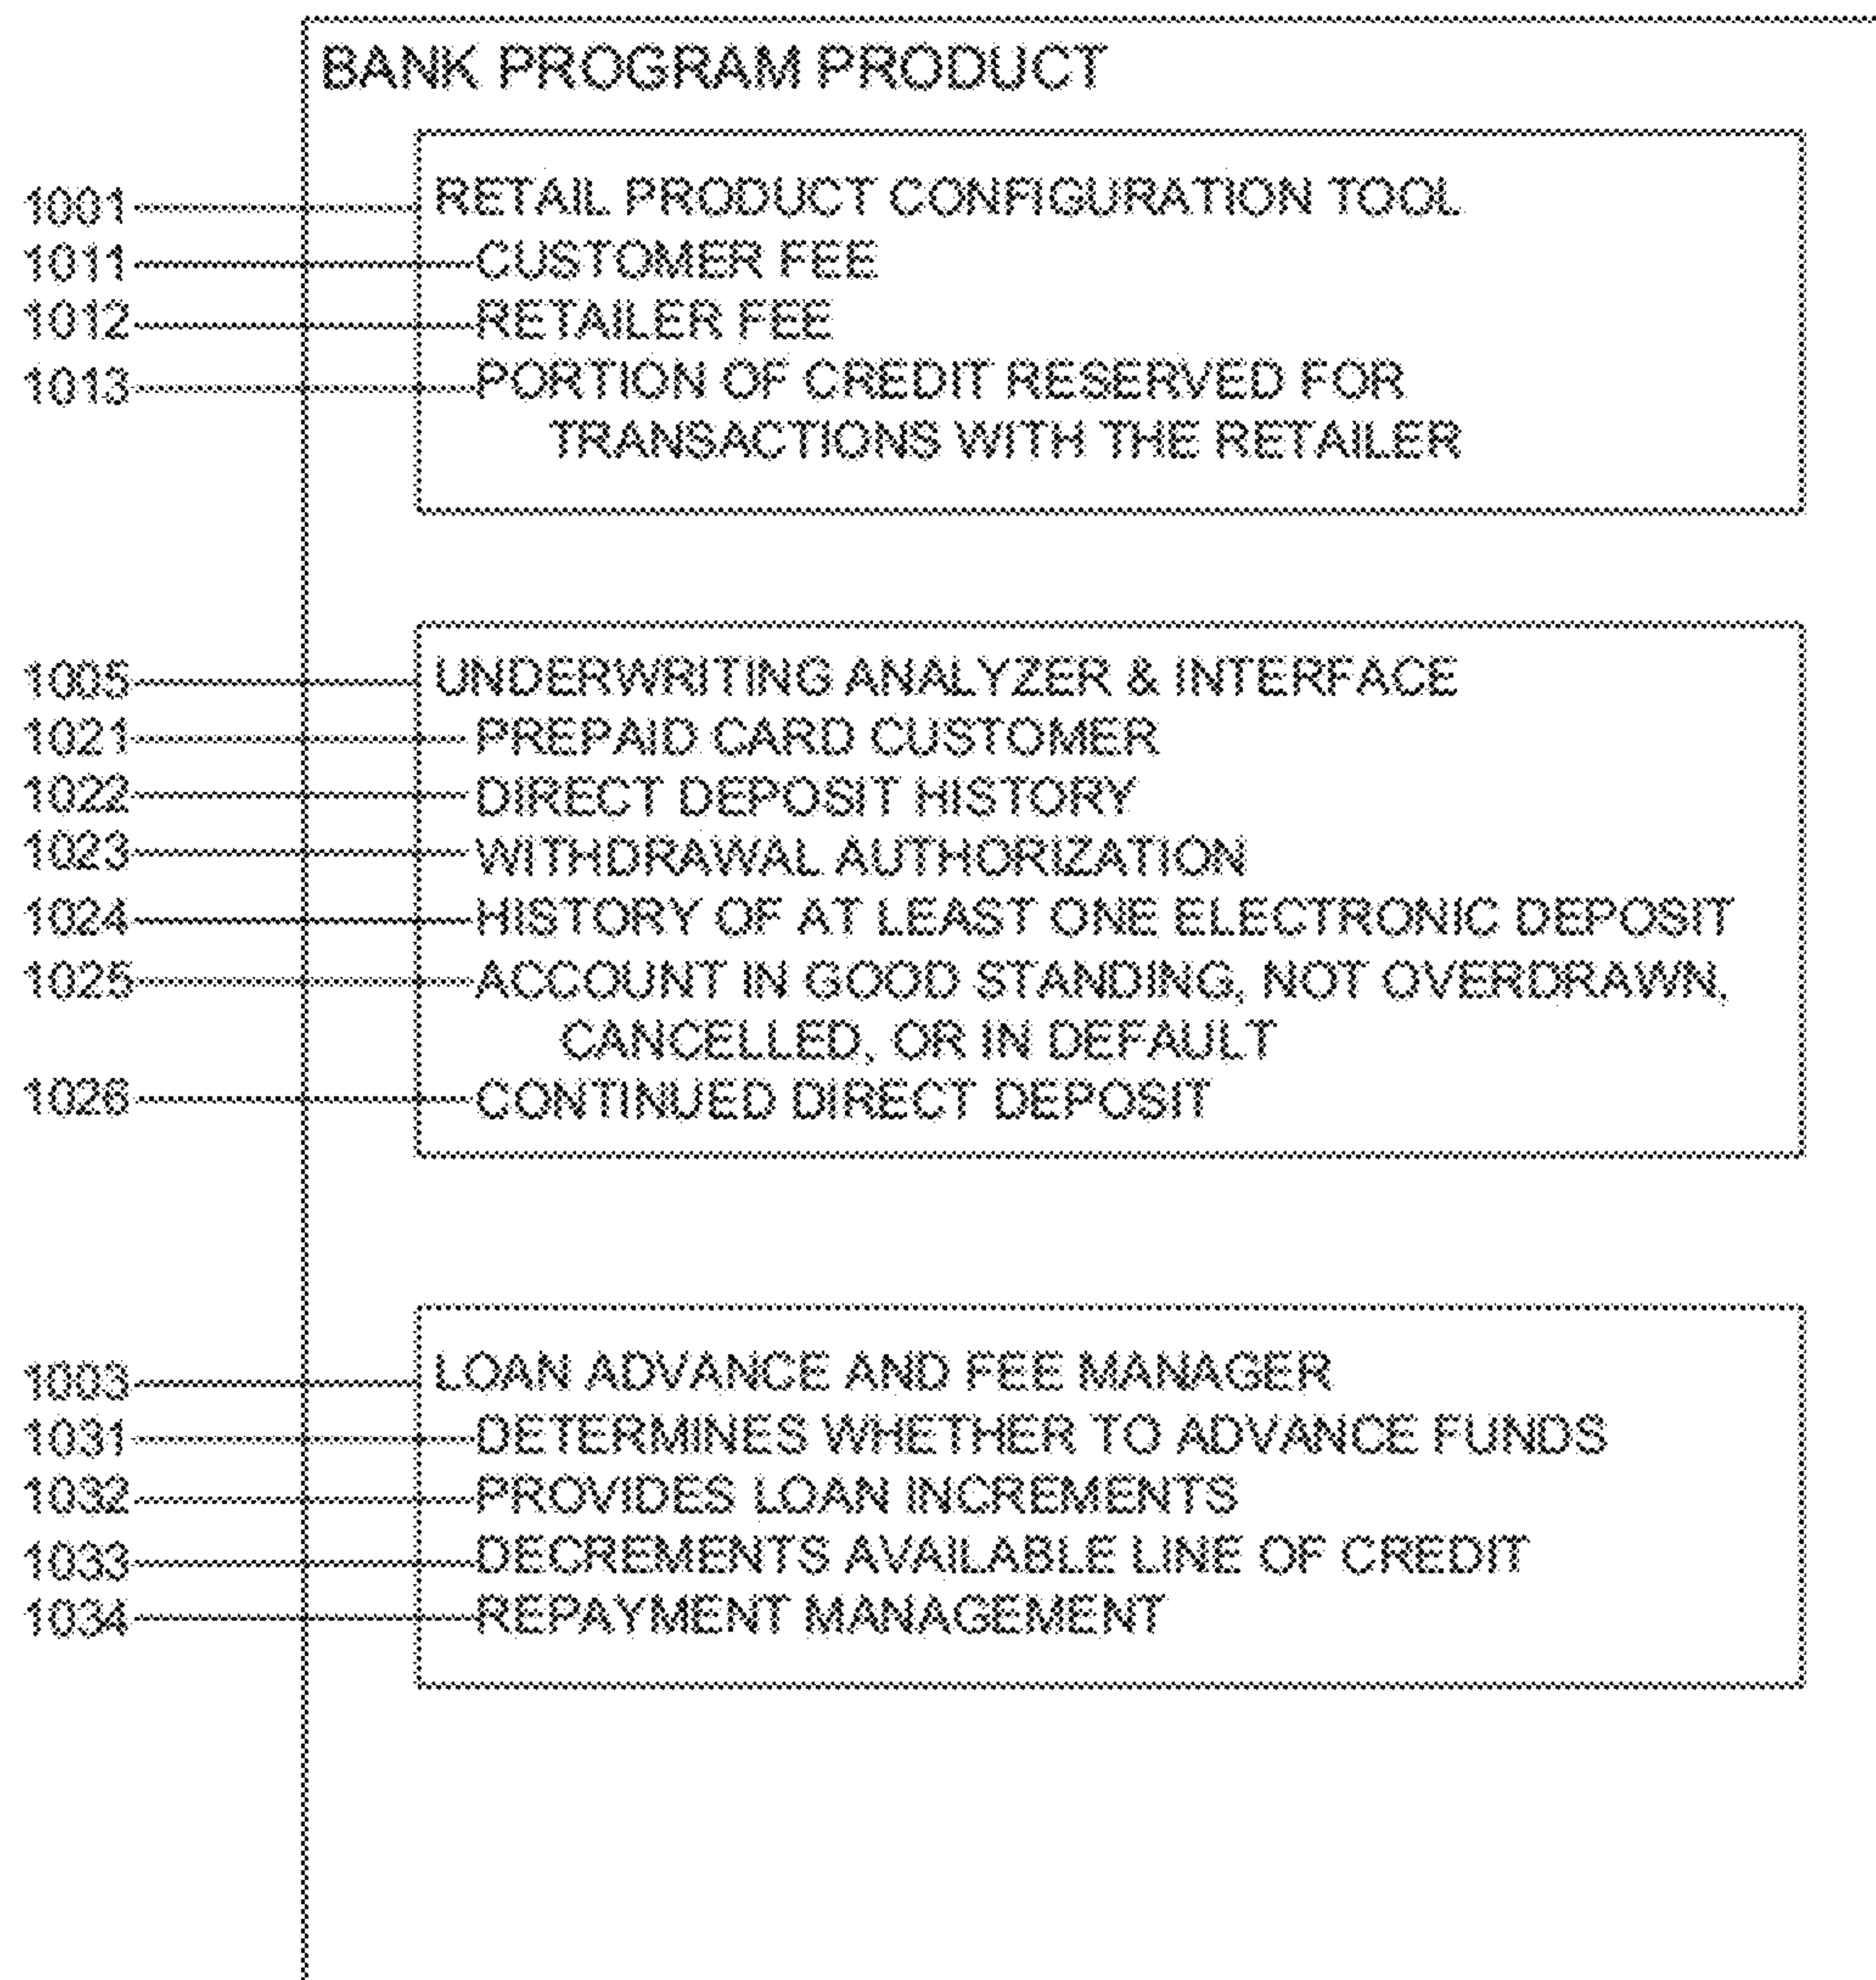 BANK PROGRAM PRODUCT
1001 RETAIL PRODUCT CONFIGURATION TOOL
1011 CUSTOMER FEE
1012 RETAILER FEE
1013 PORTION OF CREDIT RESERVED FOR
TRANSACTIONS WITH THE RETAILER
1005 UNDERWRITING ANALYZER & INTERFACE
1021 PREPAID CARD CUSTOMER
1022 DIRECT DEPOSIT HISTORY
1023 WITHDRAWAL AUTHORIZATION
1024 HISTORY OF AT LEAST ONE ELECTRONIC DEPOSIT
1025 ACCOUNT IN GOOD STANDING, NOT OVERDRAWN,
CANCELLED, OR IN DEFAULT
1026 CONTINUED DIRECT DEPOSIT
1003 LOAN ADVANCE AND FEE MANAGER
1031 DETERMINES WHETHER TO ADVANCE FUNDS
1032 PROVIDES LOAN INCREMENTS
1033 DECREMENTS AVAILABLE LINE OF CREDIT
1034 REPAYMENT MANAGEMENT